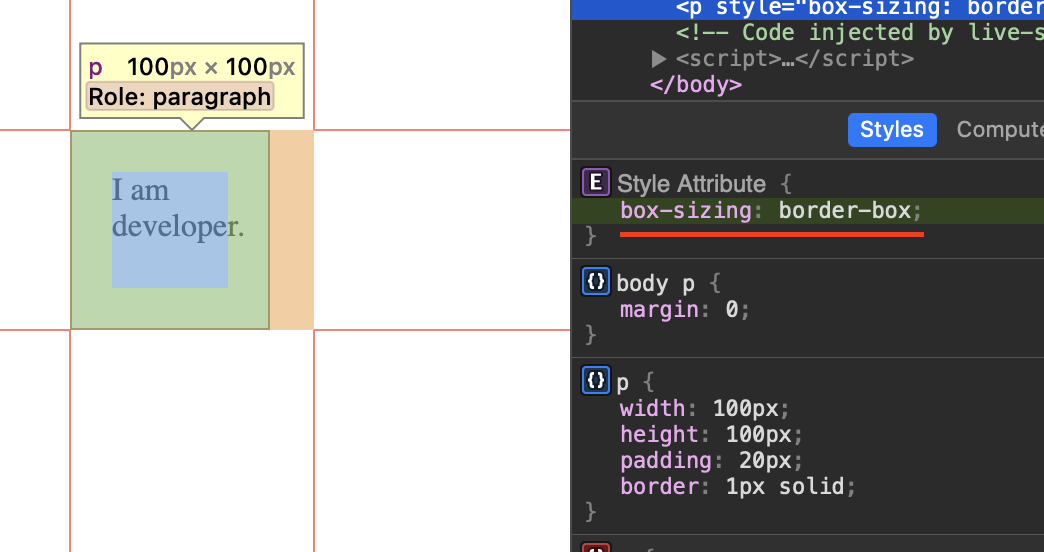 <p style="box-sizing: border
<!-- Code injected by live-s
<script>…</script>
</body>
p 100px × 100px
Role: paragraph
I am
developer.
Styles
Compute
E Style Attribute {
box-sizing: border-box;
}
{} body p {
margin: 0;
}
{} p {
width: 100px;
height: 100px;
padding: 20px;
border: 1px solid;
}